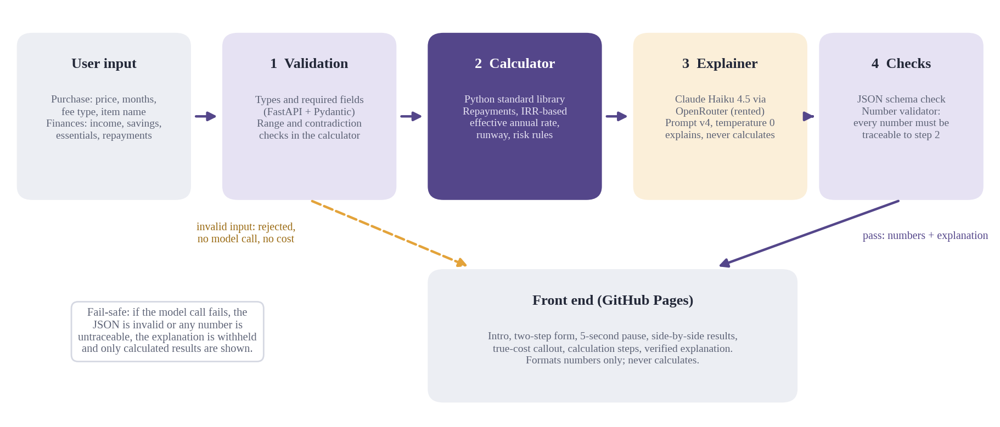 User input
Purchase: price, months,
fee type, item name
Finances: income, savings,
essentials, repayments
1 Validation
Types and required fields
(FastAPI + Pydantic)
Range and contradiction
checks in the calculator
2 Calculator
Python standard library
Repayments, IRR-based
effective annual rate,
runway, risk rules
3 Explainer
Claude Haiku 4.5 via
OpenRouter (rented)
Prompt v4, temperature 0
explains, never calculates
4 Checks
JSON schema check
Number validator:
every number must be
traceable to step 2
invalid input: rejected,
no model call, no cost
pass: numbers + explanation
Fail-safe: if the model call fails, the
JSON is invalid or any number is
untraceable, the explanation is withheld
and only calculated results are shown.
Front end (GitHub Pages)
Intro, two-step form, 5-second pause, side-by-side results,
true-cost callout, calculation steps, verified explanation.
Formats numbers only; never calculates.